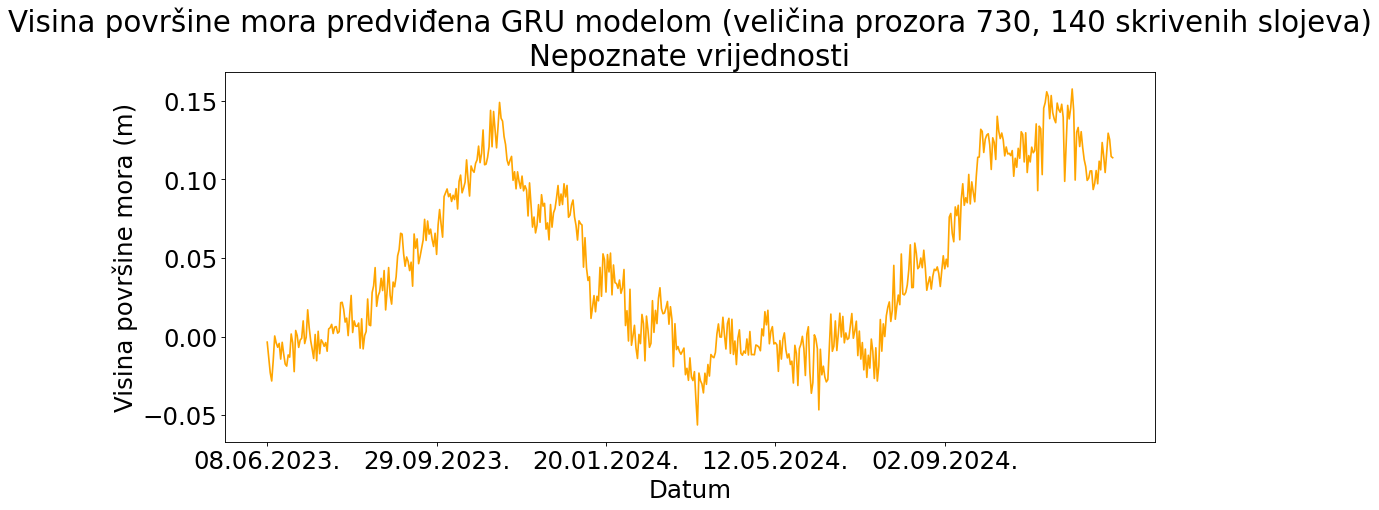 Visina površine mora predviđena GRU modelom (veličina prozora 730, 140 skrivenih slojeva)
Nepoznate vrijednosti
Visina površine mora (m)
0.15
0.10
0.05
0.00
−0.05
08.06.2023. 29.09.2023. 20.01.2024. 12.05.2024. 02.09.2024.
Datum